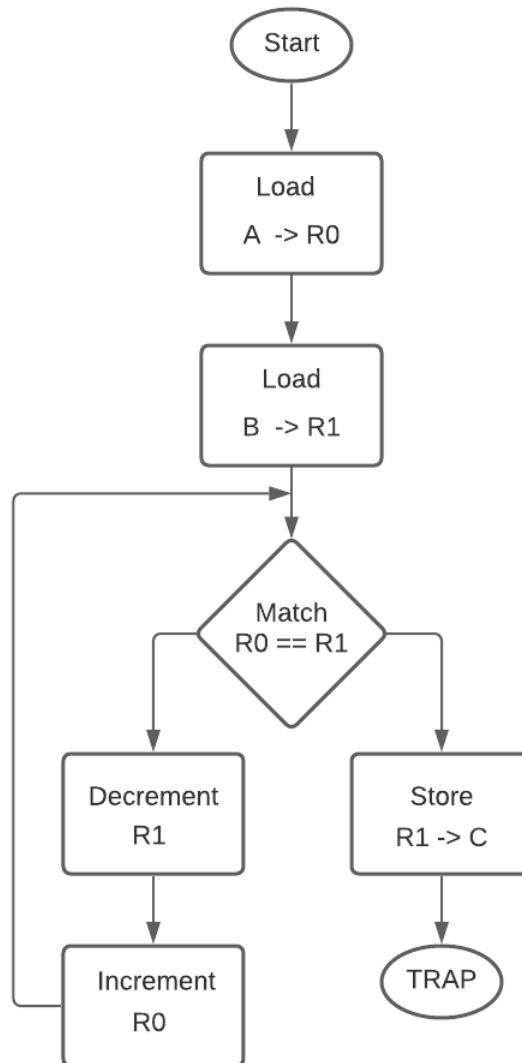 Start
Load
A -> R0
Load
B -> R1
Match
R0 == R1
Decrement
R1
Store
R1 -> C
Increment
R0
TRAP